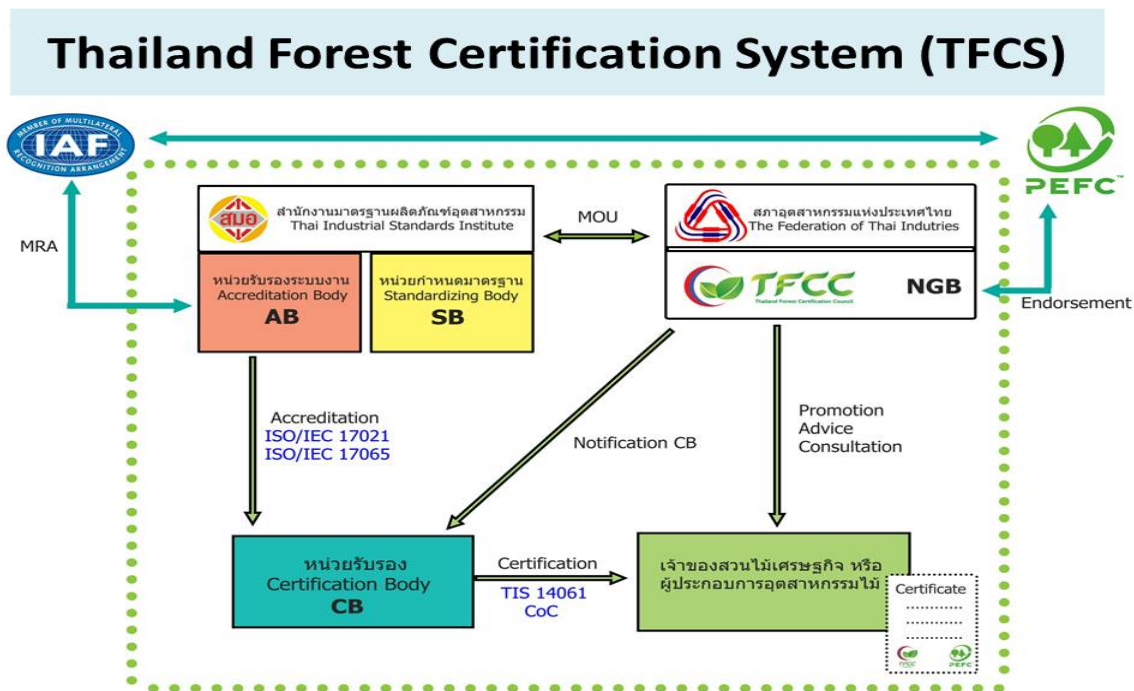 Thailand Forest Certification System (TFCS)
MEMBER OF MULTILATERAL
IAF
RECOGNITION ARRANGEMENT
PEFC™
MRA
สมอ
สำนักงานมาตรฐานผลิตภัณฑ์อุตสาหกรรม
Thai Industrial Standards Institute
MOU
สภาอุตสาหกรรมแห่งประเทศไทย
The Federation of Thai Indutries
หน่วยรับรองระบบงาน
Accreditation Body
AB
หน่วยกำหนดมาตรฐาน
Standardizing Body
SB
TFCC
Thailand Forest Certification Council
NGB
Endorsement
Accreditation
ISO/IEC 17021
ISO/IEC 17065
Notification CB
Promotion
Advice
Consultation
หน่วยรับรอง
Certification Body
CB
Certification
TIS 14061
CoC
เจ้าของสวนไม้เศรษฐกิจ หรือ
ผู้ประกอบการอุตสาหกรรมไม้
Certificate
................
................
................
TFCC
PEFC